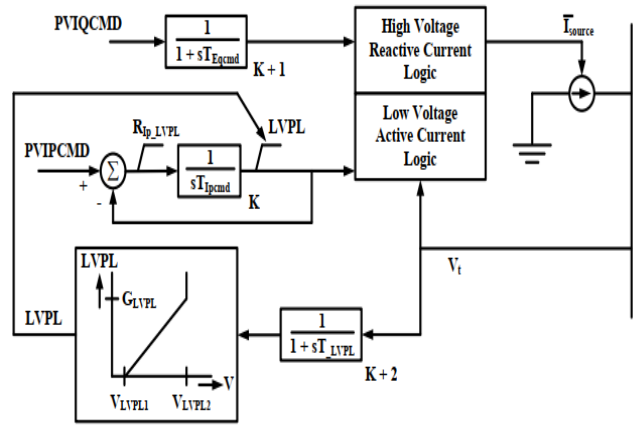 PVIQCMD
1
1 + sT_Eqcmd
K + 1
High Voltage
Reactive Current
Logic
I̅_source
Low Voltage
Active Current
Logic
PVIPCMD
+
-
Σ
R_Ip_LVPL
1
sT_Ipcmd
K
LVPL
V_t
LVPL
LVPL
G_LVPL
V
V_LVPL1
V_LVPL2
1
1 + sT_LVPL
K + 2